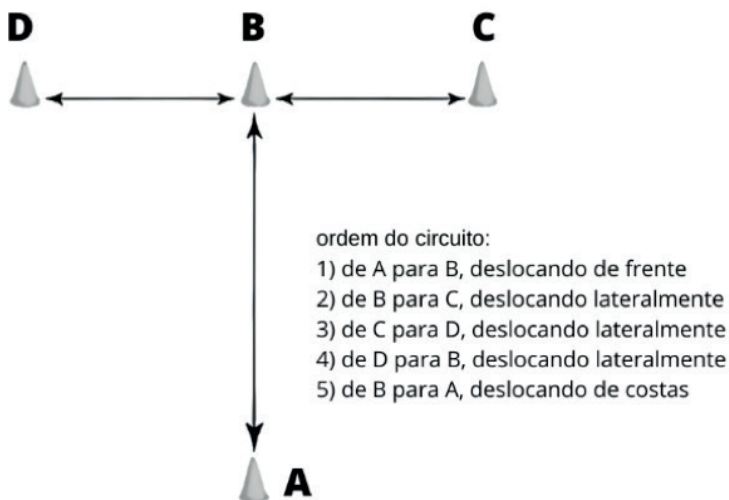 D B C
ordem do circuito:
1) de A para B, deslocando de frente
2) de B para C, deslocando lateralmente
3) de C para D, deslocando lateralmente
4) de D para B, deslocando lateralmente
5) de B para A, deslocando de costas
A